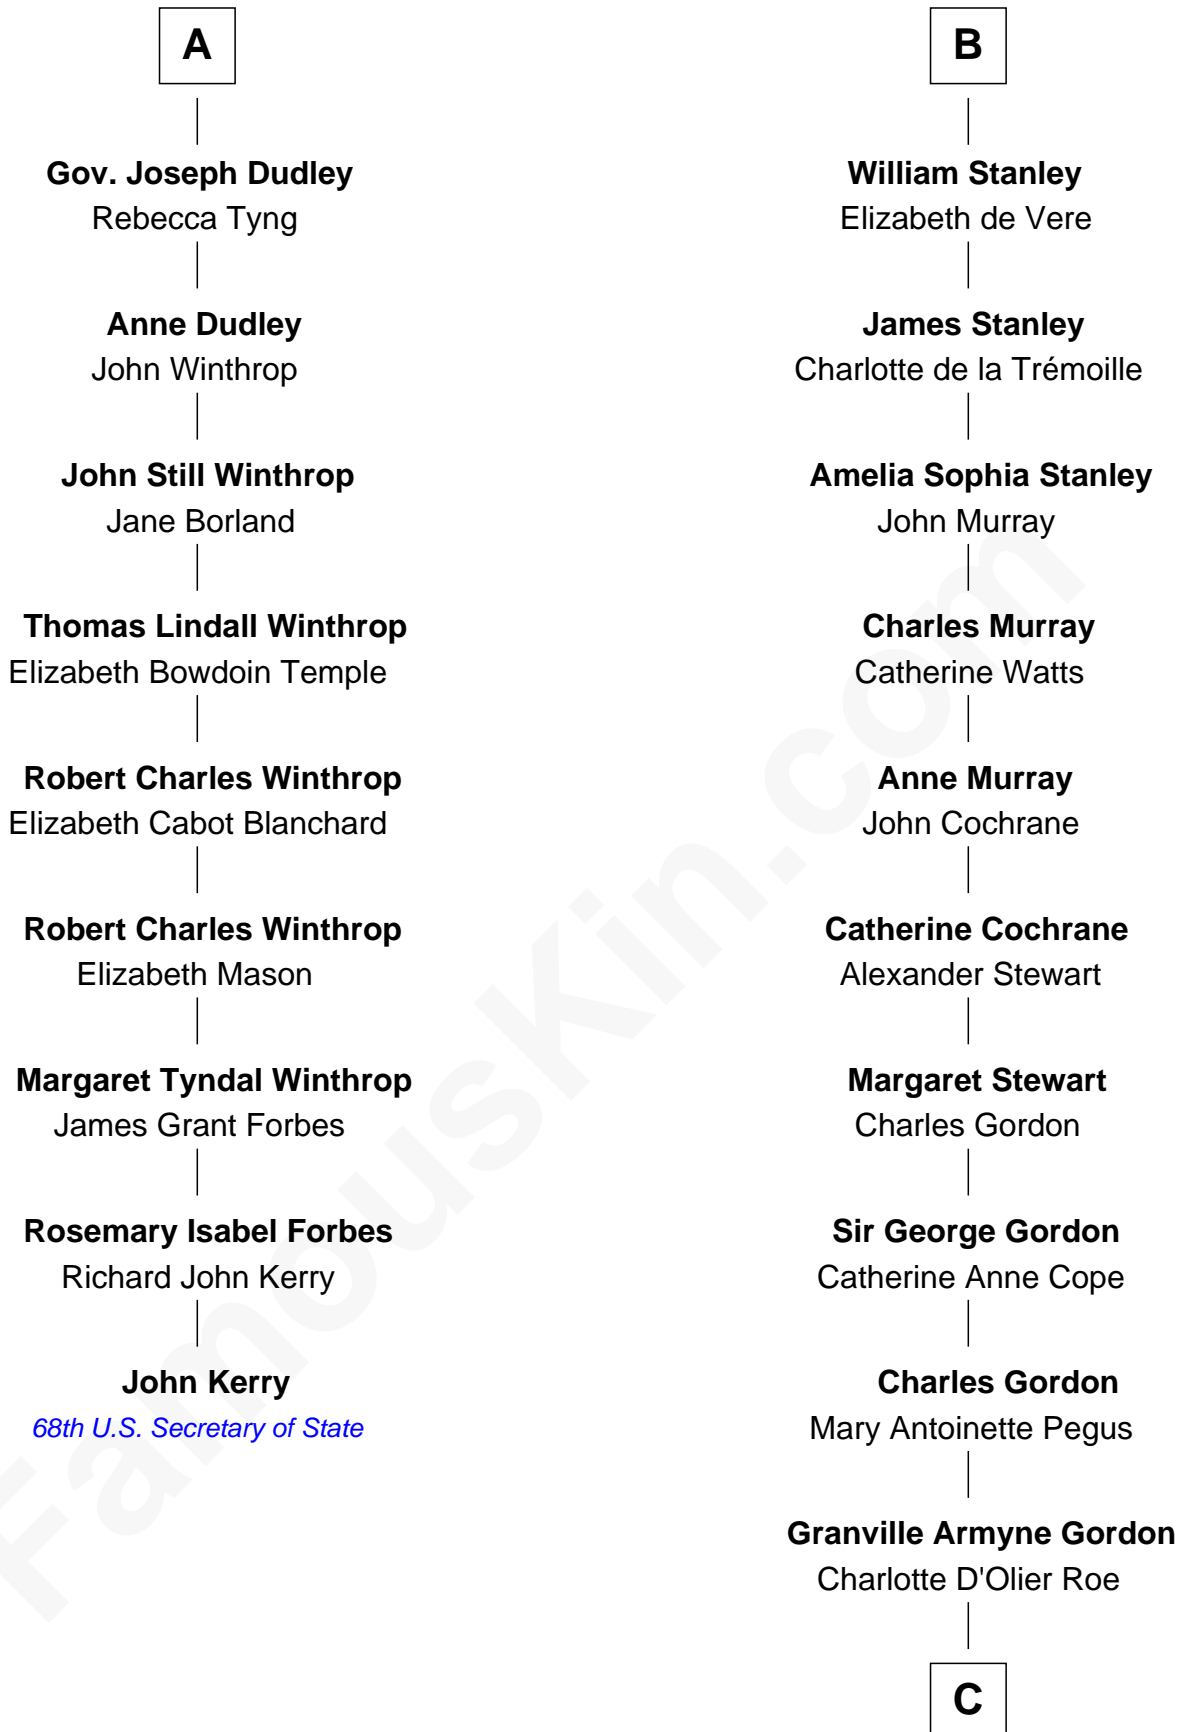 A
Gov. Joseph Dudley
Rebecca Tyng
Anne Dudley
John Winthrop
John Still Winthrop
Jane Borland
Thomas Lindall Winthrop
Elizabeth Bowdoin Temple
Robert Charles Winthrop
Elizabeth Cabot Blanchard
Robert Charles Winthrop
Elizabeth Mason
Margaret Tyndal Winthrop
James Grant Forbes
Rosemary Isabel Forbes
Richard John Kerry
John Kerry
68th U.S. Secretary of State
B
William Stanley
Elizabeth de Vere
James Stanley
Charlotte de la Trémoille
Amelia Sophia Stanley
John Murray
Charles Murray
Catherine Watts
Anne Murray
John Cochrane
Catherine Cochrane
Alexander Stewart
Margaret Stewart
Charles Gordon
Sir George Gordon
Catherine Anne Cope
Charles Gordon
Mary Antoinette Pegus
Granville Armyne Gordon
Charlotte D'Olier Roe
C
FamousKin.com